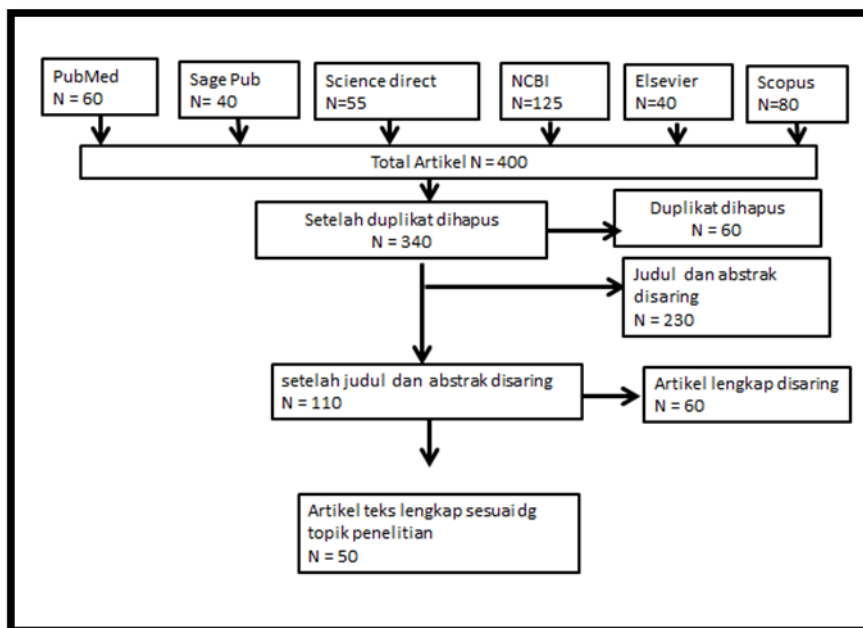 PubMed
N = 60
Sage Pub
N= 40
Science direct
N=55
NCBI
N=125
Elsevier
N=40
Scopus
N=80
Total Artikel N = 400
Setelah duplikat dihapus
N = 340
Duplikat dihapus
N = 60
Judul dan abstrak
disaring
N = 230
setelah judul dan abstrak disaring
N = 110
Artikel lengkap disaring
N = 60
Artikel teks lengkap sesuai dg
topik penelitian
N = 50